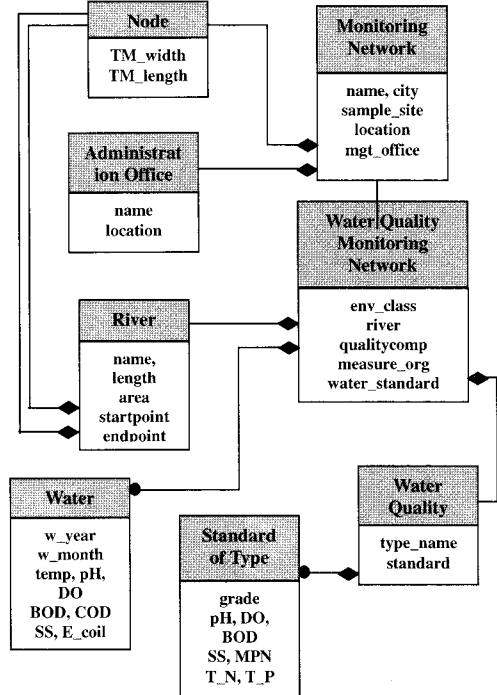 Node
TM_width
TM_length
Monitoring
Network
name, city
sample_site
location
mgt_office
Administrat
ion Office
name
location
Water Quality
Monitoring
Network
env_class
river
qualitycomp
measure_org
water_standard
River
name,
length
area
startpoint
endpoint
Water
w_year
w_month
temp, pH,
DO
BOD, COD
SS, E_coil
Standard
of Type
grade
pH, DO,
BOD
SS, MPN
T_N, T_P
Water
Quality
type_name
standard